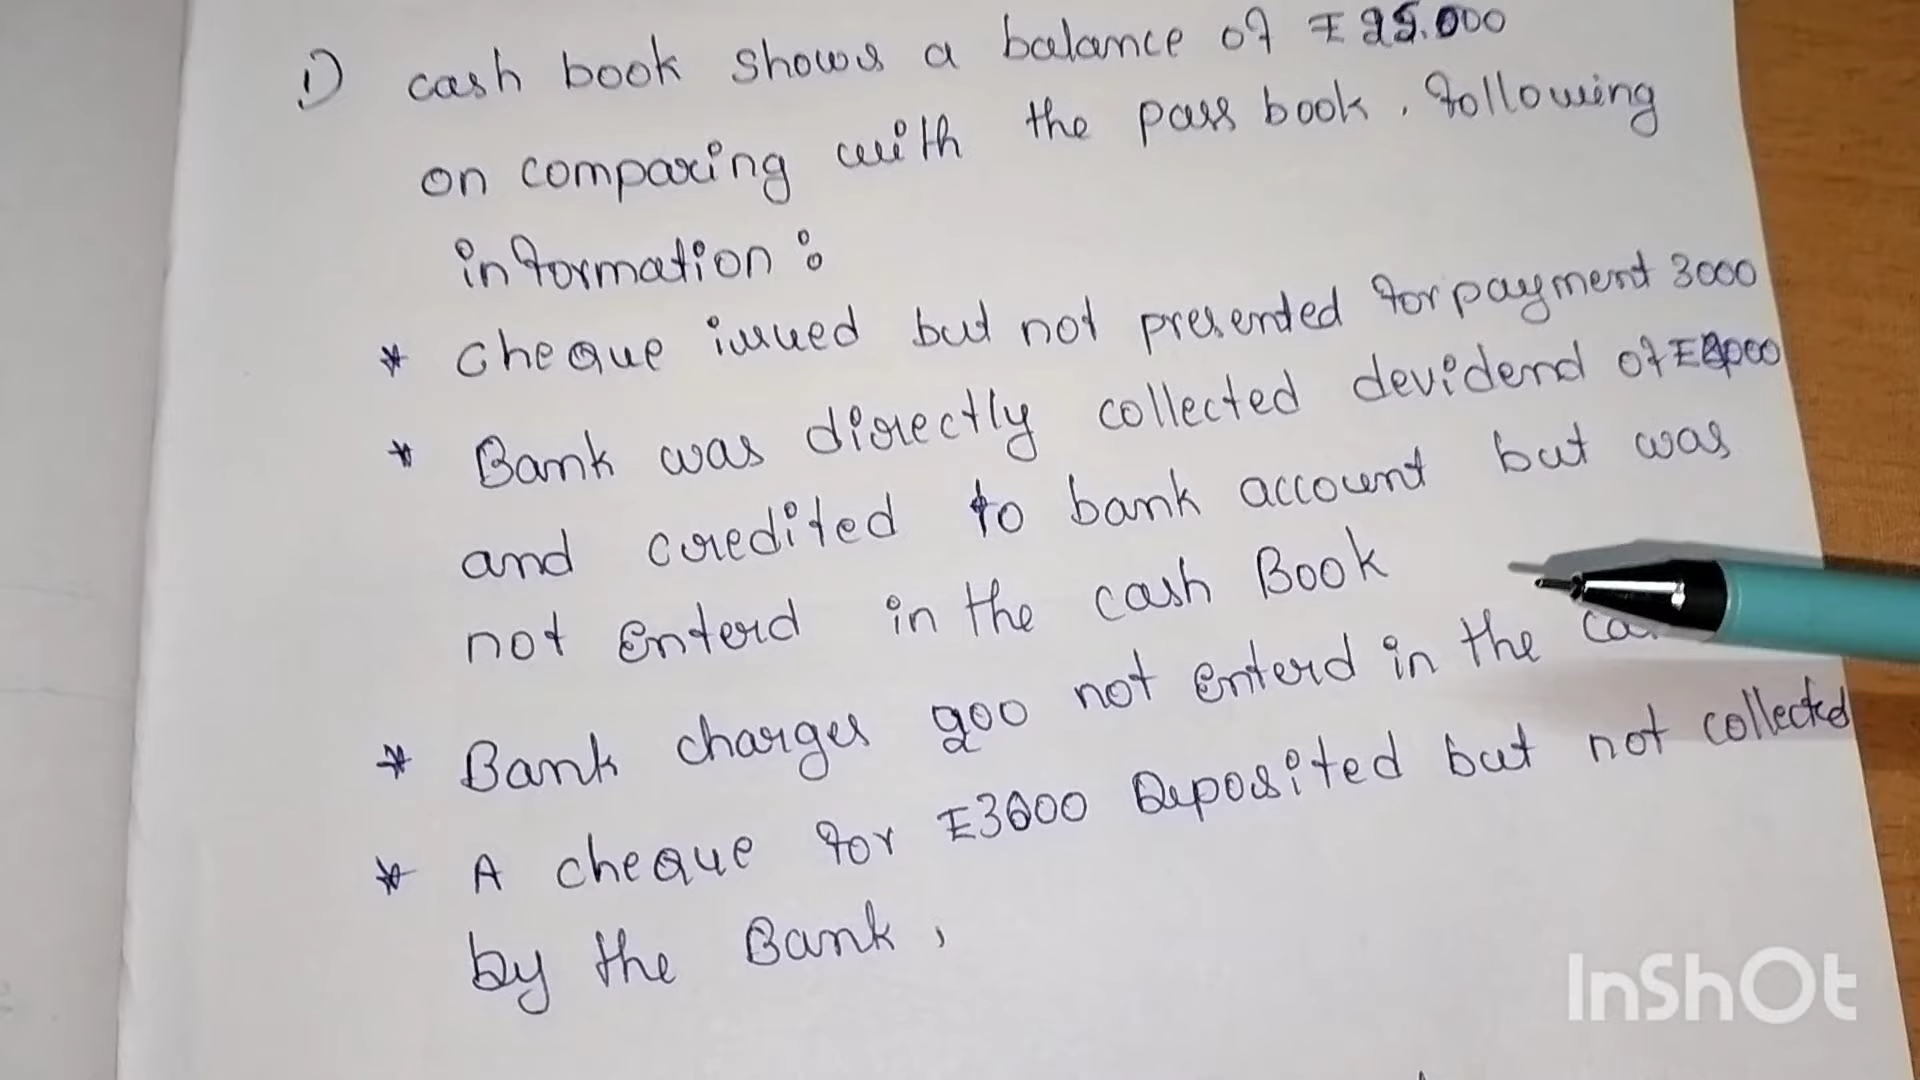 1) cash book shows a balance of ₹ 25.000
on comparing with the pass book. following
information :
* cheque issued but not presented for payment 3000
* Bank was directly collected devidend of
and credited to bank account but was
not Enterd in the cash Book
* Bank charges not Enterd in the
* A cheque for ₹3600 Deposited but not collected
by the Bank,
InShOt